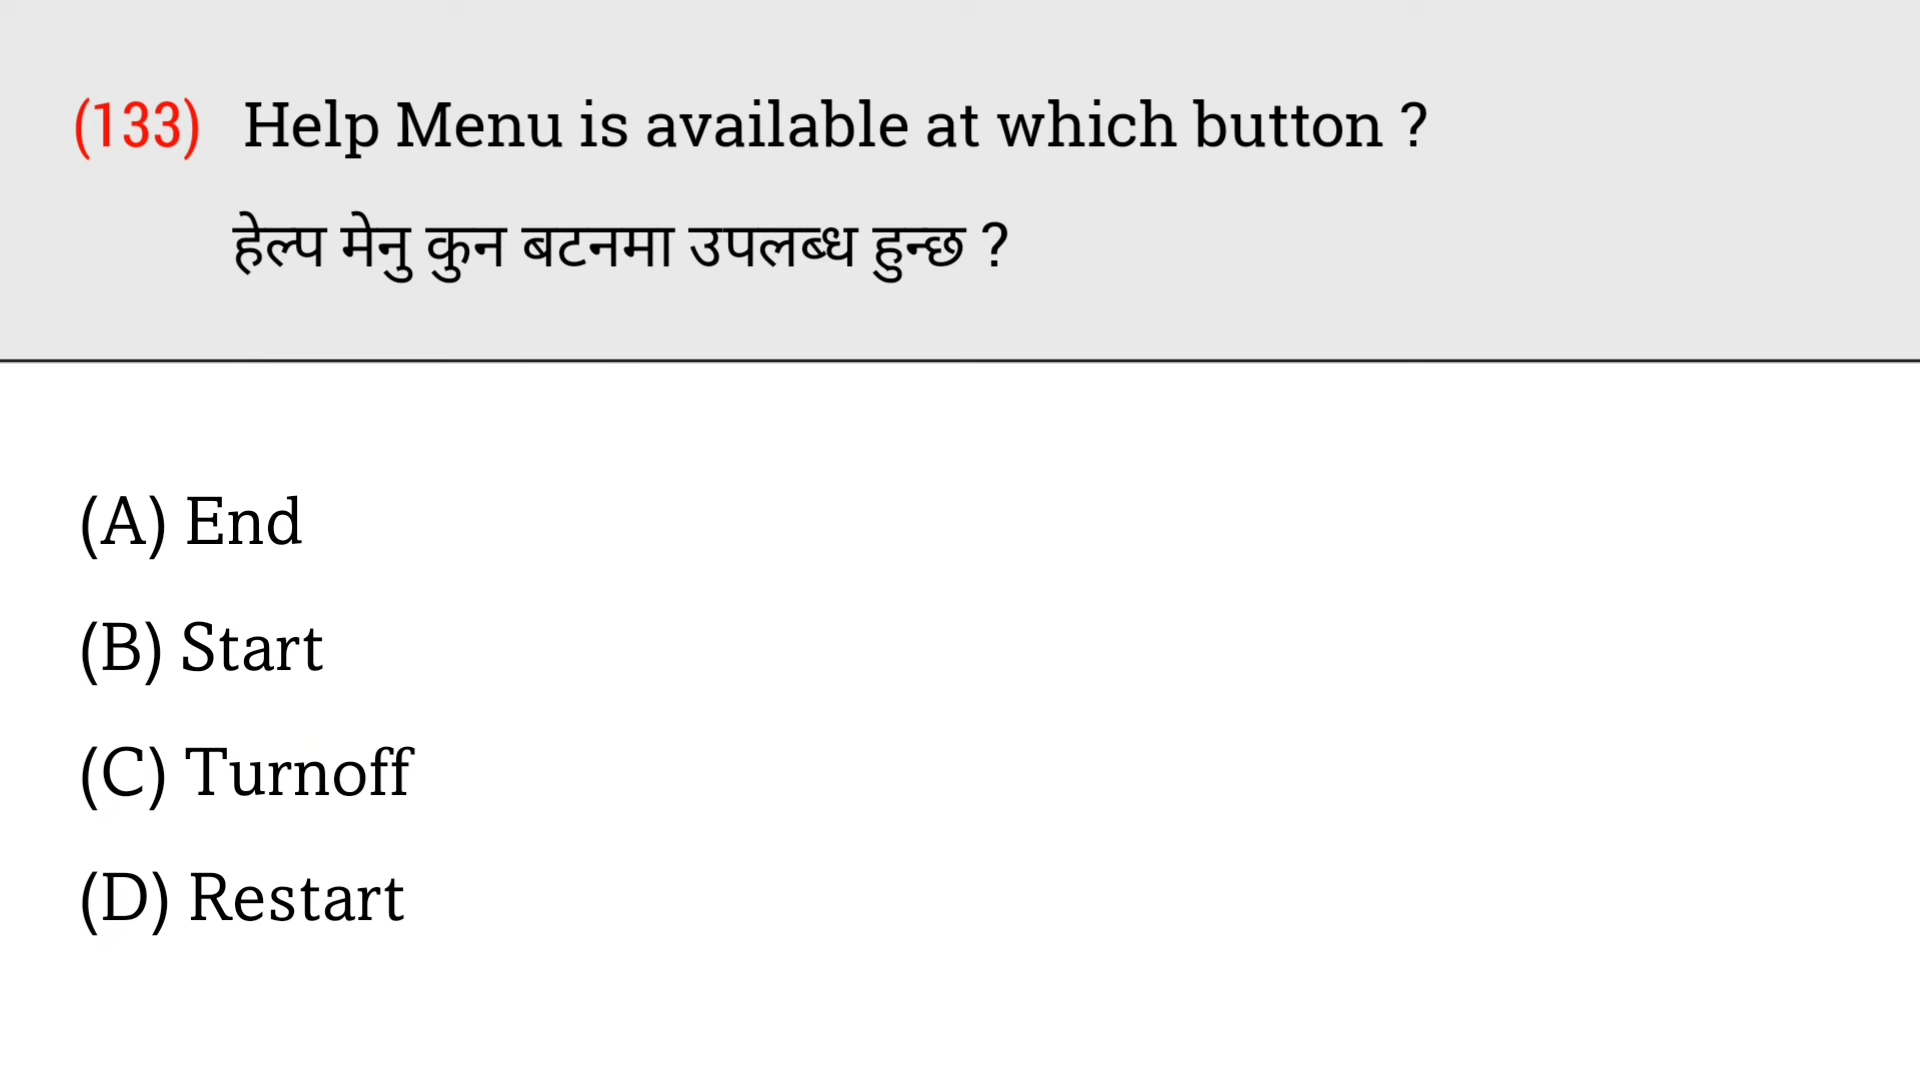 (133) Help Menu is available at which button ?
हेल्प मेनु कुन बटनमा उपलब्ध हुन्छ ?
(A) End
(B) Start
(C) Turnoff
(D) Restart